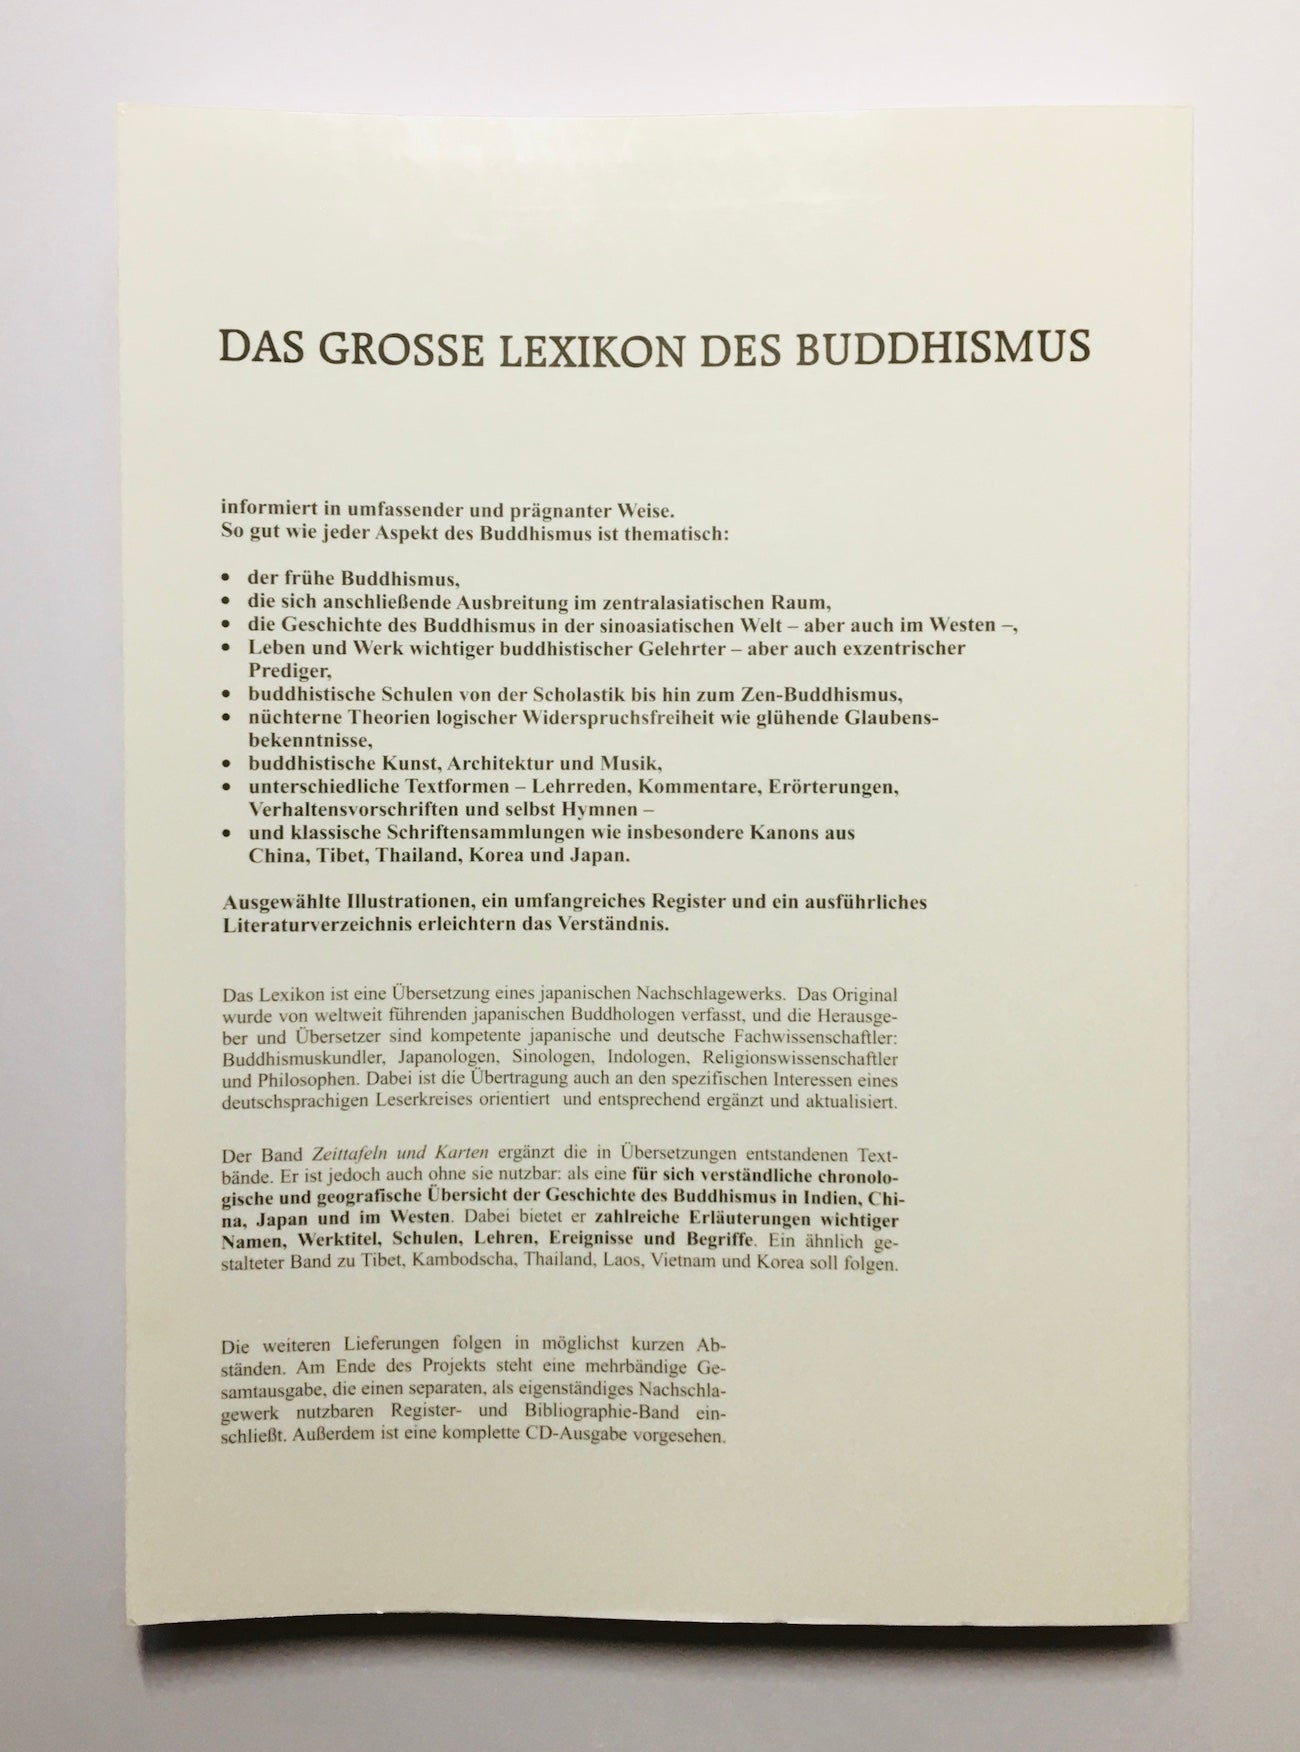 DAS GROSSE LEXIKON DES BUDDHISMUS
informiert in umfassender und prägnanter Weise.
So gut wie jeder Aspekt des Buddhismus ist thematisch:
• der frühe Buddhismus,
• die sich anschließende Ausbreitung im zentralasiatischen Raum,
• die Geschichte des Buddhismus in der sinoasiatischen Welt – aber auch im Westen –,
• Leben und Werk wichtiger buddhistischer Gelehrter – aber auch exzentrischer
Prediger,
• buddhistische Schulen von der Scholastik bis hin zum Zen-Buddhismus,
• nüchterne Theorien logischer Widerspruchsfreiheit wie glühende Glaubens-
bekenntnisse,
• buddhistische Kunst, Architektur und Musik,
• unterschiedliche Textformen – Lehrreden, Kommentare, Erörterungen,
Verhaltensvorschriften und selbst Hymnen –
• und klassische Schriftensammlungen wie insbesondere Kanons aus
China, Tibet, Thailand, Korea und Japan.
Ausgewählte Illustrationen, ein umfangreiches Register und ein ausführliches
Literaturverzeichnis erleichtern das Verständnis.
Das Lexikon ist eine Übersetzung eines japanischen Nachschlagewerks. Das Original
wurde von weltweit führenden japanischen Buddhologen verfasst, und die Herausge-
ber und Übersetzer sind kompetente japanische und deutsche Fachwissenschaftler:
Buddhismuskundler, Japanologen, Sinologen, Indologen, Religionswissenschaftler
und Philosophen. Dabei ist die Übertragung auch an den spezifischen Interessen eines
deutschsprachigen Leserkreises orientiert und entsprechend ergänzt und aktualisiert.
Der Band Zeittafeln und Karten ergänzt die in Übersetzungen entstandenen Text-
bände. Er ist jedoch auch ohne sie nutzbar: als eine für sich verständliche chronolo-
gische und geografische Übersicht der Geschichte des Buddhismus in Indien, Chi-
na, Japan und im Westen. Dabei bietet er zahlreiche Erläuterungen wichtiger
Namen, Werktitel, Schulen, Lehren, Ereignisse und Begriffe. Ein ähnlich ge-
stalteter Band zu Tibet, Kambodscha, Thailand, Laos, Vietnam und Korea soll folgen.
Die weiteren Lieferungen folgen in möglichst kurzen Ab-
ständen. Am Ende des Projekts steht eine mehrbändige Ge-
samtausgabe, die einen separaten, als eigenständiges Nachschla-
gewerk nutzbaren Register- und Bibliographie-Band ein-
schließt. Außerdem ist eine komplette CD-Ausgabe vorgesehen.